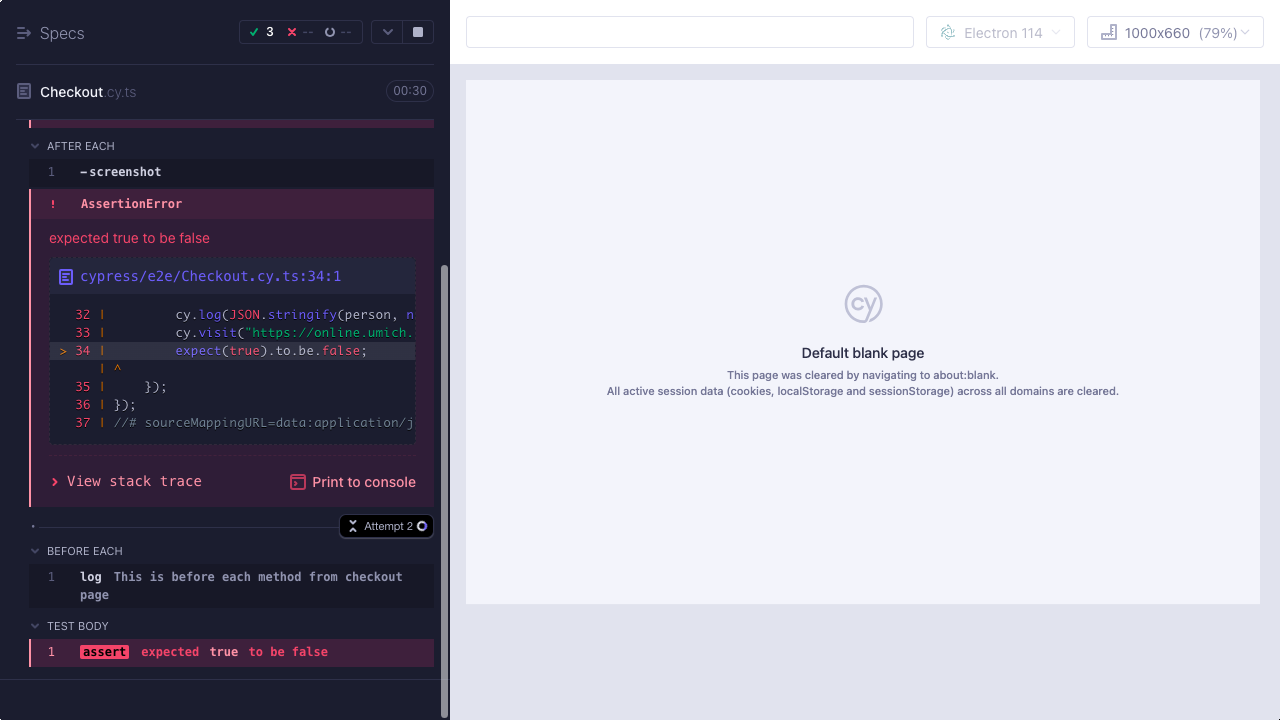 Specs
3 -- --
Electron 114
1000x660 (79%)
Checkout.cy.ts
00:30
AFTER EACH
1 -screenshot
! AssertionError
expected true to be false
cypress/e2e/Checkout.cy.ts:34:1
32 | cy.log(JSON.stringify(person, n
33 | cy.visit("https://online.umich.
> 34 | expect(true).to.be.false;
| ^
35 | });
36 | });
37 | //# sourceMappingURL=data:application/j
View stack trace
Print to console
Attempt 2
BEFORE EACH
1 log This is before each method from checkout
page
TEST BODY
1 assert expected true to be false
cy
Default blank page
This page was cleared by navigating to about:blank.
All active session data (cookies, localStorage and sessionStorage) across all domains are cleared.